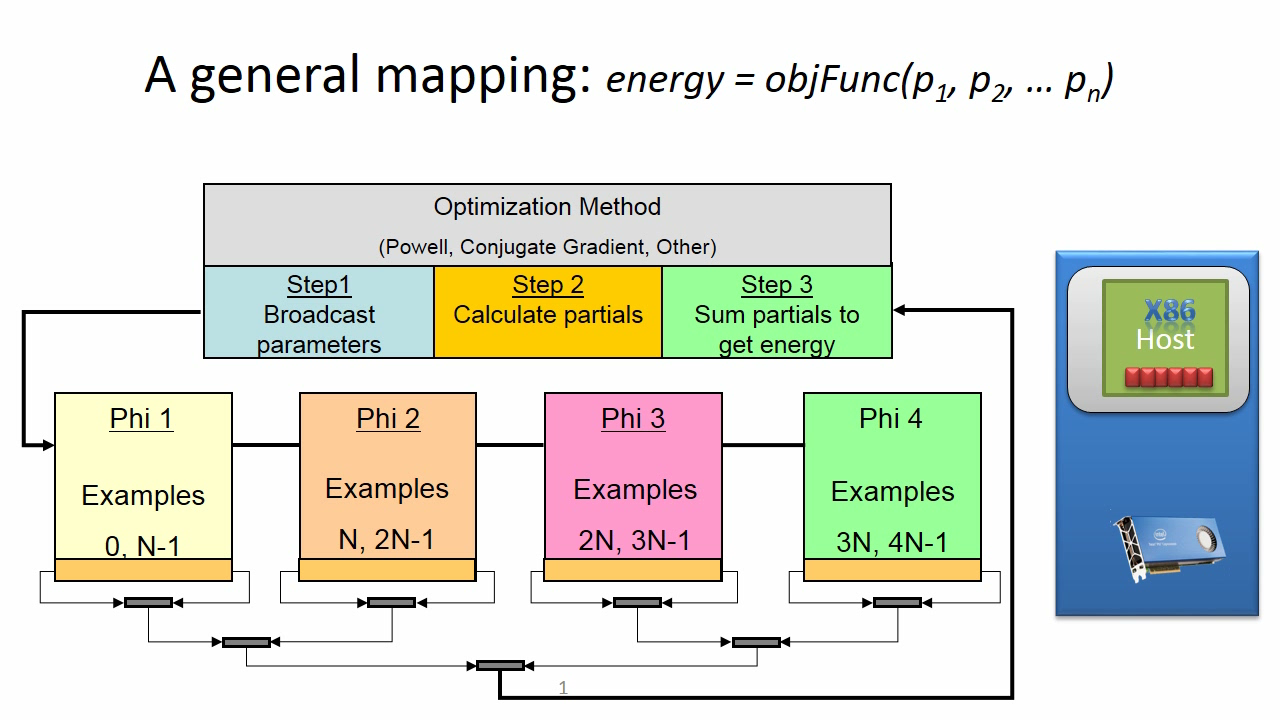 A general mapping: energy = objFunc(p1, p2, … pn)
Optimization Method
(Powell, Conjugate Gradient, Other)
Step1
Broadcast
parameters
Step 2
Calculate partials
Step 3
Sum partials to
get energy
Phi 1
Examples
0, N-1
Phi 2
Examples
N, 2N-1
Phi 3
Examples
2N, 3N-1
Phi 4
Examples
3N, 4N-1
X86
Host
1